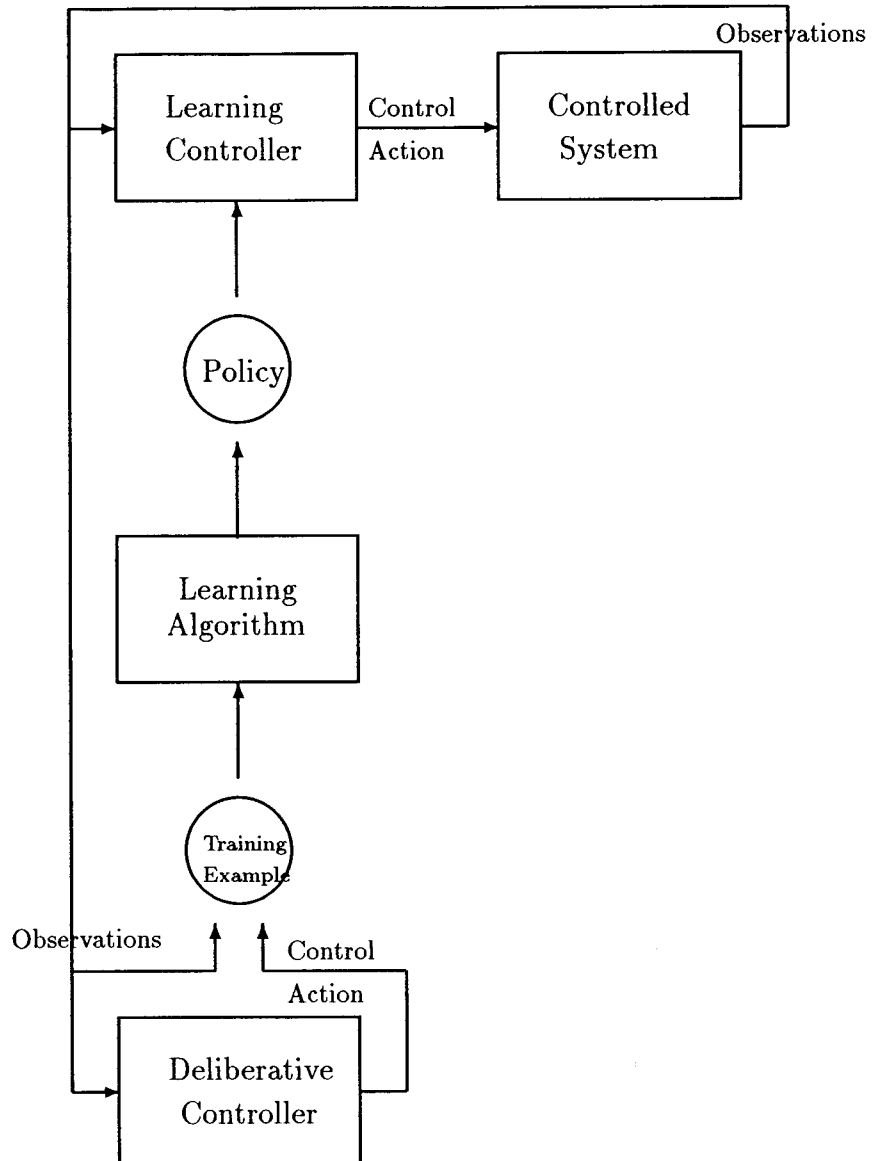 Observations
Learning
Controller
Control
Action
Controlled
System
Policy
Learning
Algorithm
Training
Example
Observations
Control
Action
Deliberative
Controller